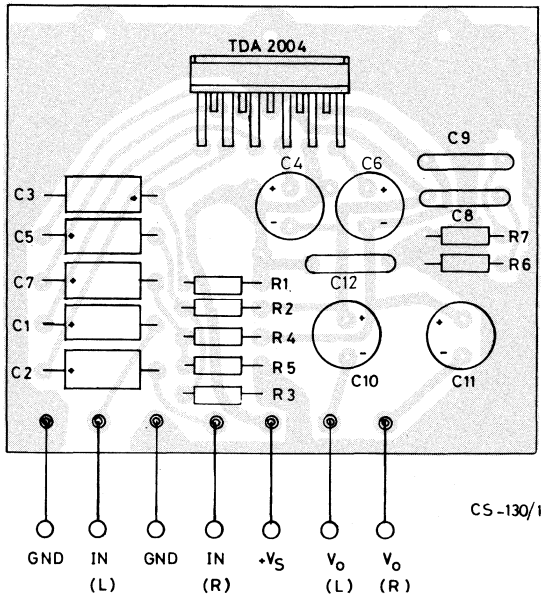 TDA 2004
C9
C4
C6
C3
+
+
-
+
-
C8
C5
+
R7
R6
C7
+
R1
C12
R2
C1
+
R4
+
-
+
-
C2
+
R5
C10
C11
R3
CS-130/1
GND IN GND IN +VS Vo Vo
(L) (R) (L) (R)